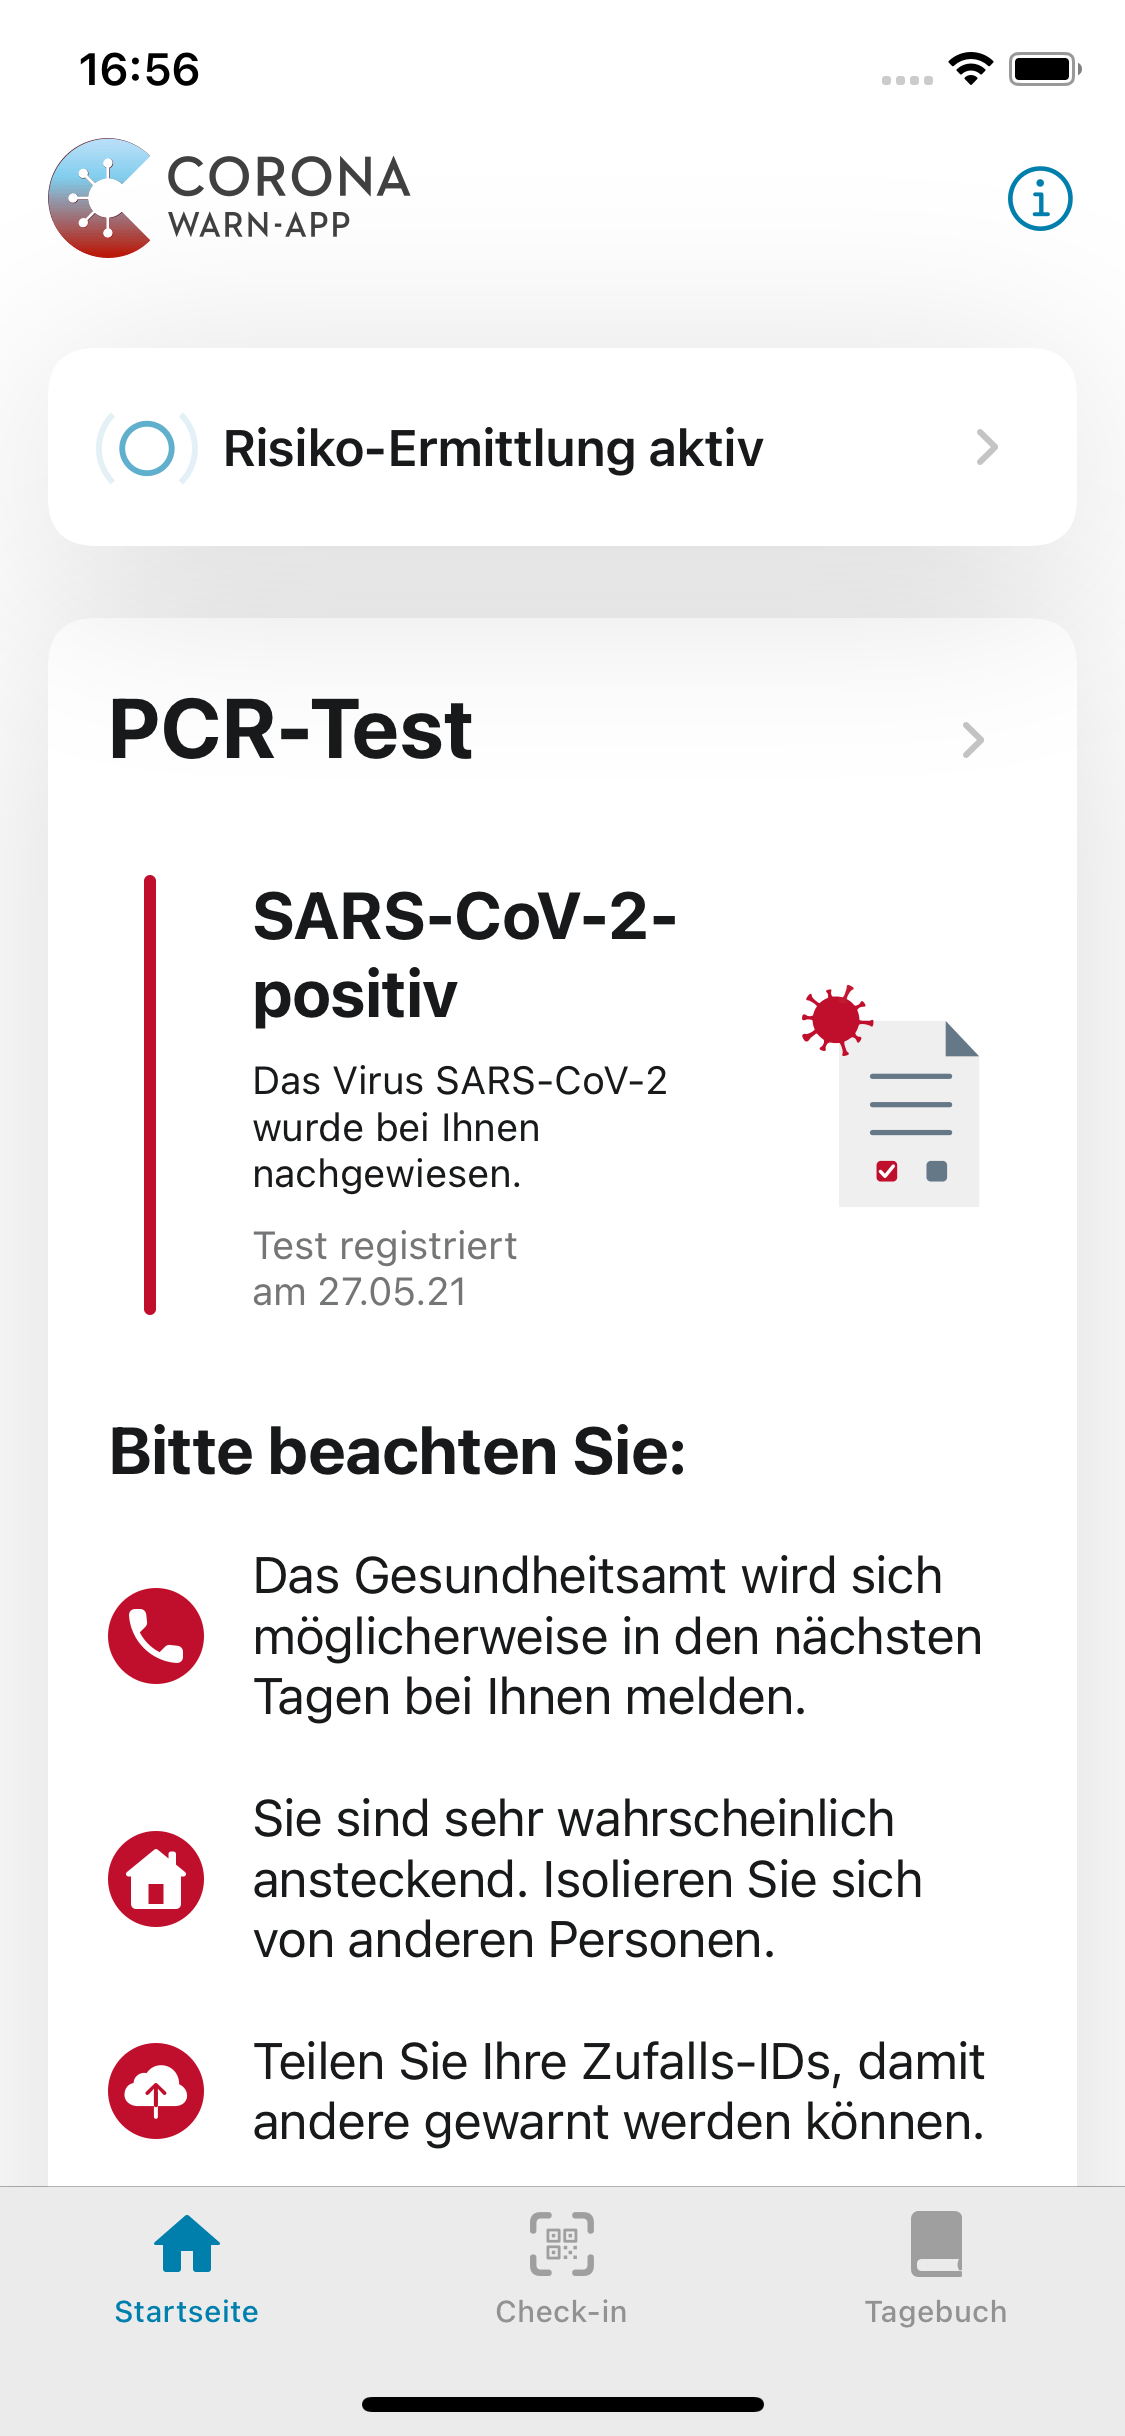 16:56
CORONA
WARN-APP
Risiko-Ermittlung aktiv
PCR-Test
SARS-CoV-2-
positiv
Das Virus SARS-CoV-2
wurde bei Ihnen
nachgewiesen.
Test registriert
am 27.05.21
Bitte beachten Sie:
Das Gesundheitsamt wird sich
möglicherweise in den nächsten
Tagen bei Ihnen melden.
Sie sind sehr wahrscheinlich
ansteckend. Isolieren Sie sich
von anderen Personen.
Teilen Sie Ihre Zufalls-IDs, damit
andere gewarnt werden können.
Startseite
Check-in
Tagebuch